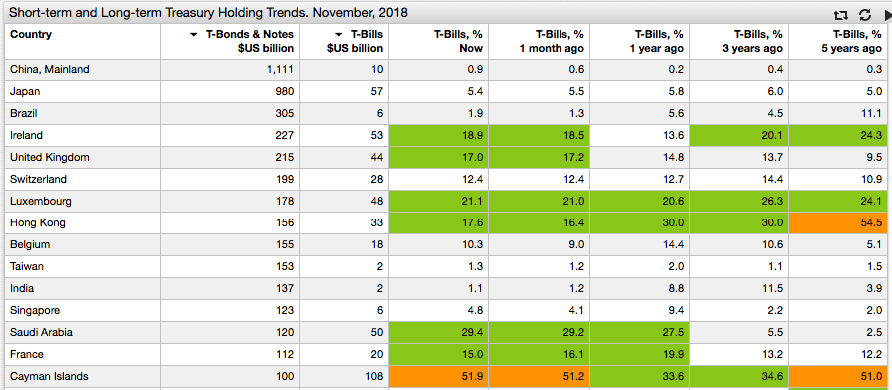 Short-term and Long-term Treasury Holding Trends. November, 2018
Country T-Bonds & Notes T-Bills T-Bills, % T-Bills, % T-Bills, % T-Bills, % T-Bills, %
$US billion $US billion Now 1 month ago 1 year ago 3 years ago 5 years ago
China, Mainland 1,111 10 0.9 0.6 0.2 0.4 0.3
Japan 980 57 5.4 5.5 5.8 6.0 5.0
Brazil 305 6 1.9 1.3 5.6 4.5 11.1
Ireland 227 53 18.9 18.5 13.6 20.1 24.3
United Kingdom 215 44 17.0 17.2 14.8 13.7 9.5
Switzerland 199 28 12.4 12.4 12.7 14.4 10.9
Luxembourg 178 48 21.1 21.0 20.6 26.3 24.1
Hong Kong 156 33 17.6 16.4 30.0 30.0 54.5
Belgium 155 18 10.3 9.0 14.4 10.6 5.1
Taiwan 153 2 1.3 1.2 2.0 1.1 1.5
India 137 2 1.1 1.2 8.8 11.5 3.9
Singapore 123 6 4.8 4.1 9.4 2.2 2.0
Saudi Arabia 120 50 29.4 29.2 27.5 5.5 2.5
France 112 20 15.0 16.1 19.9 13.2 12.2
Cayman Islands 100 108 51.9 51.2 33.6 34.6 51.0